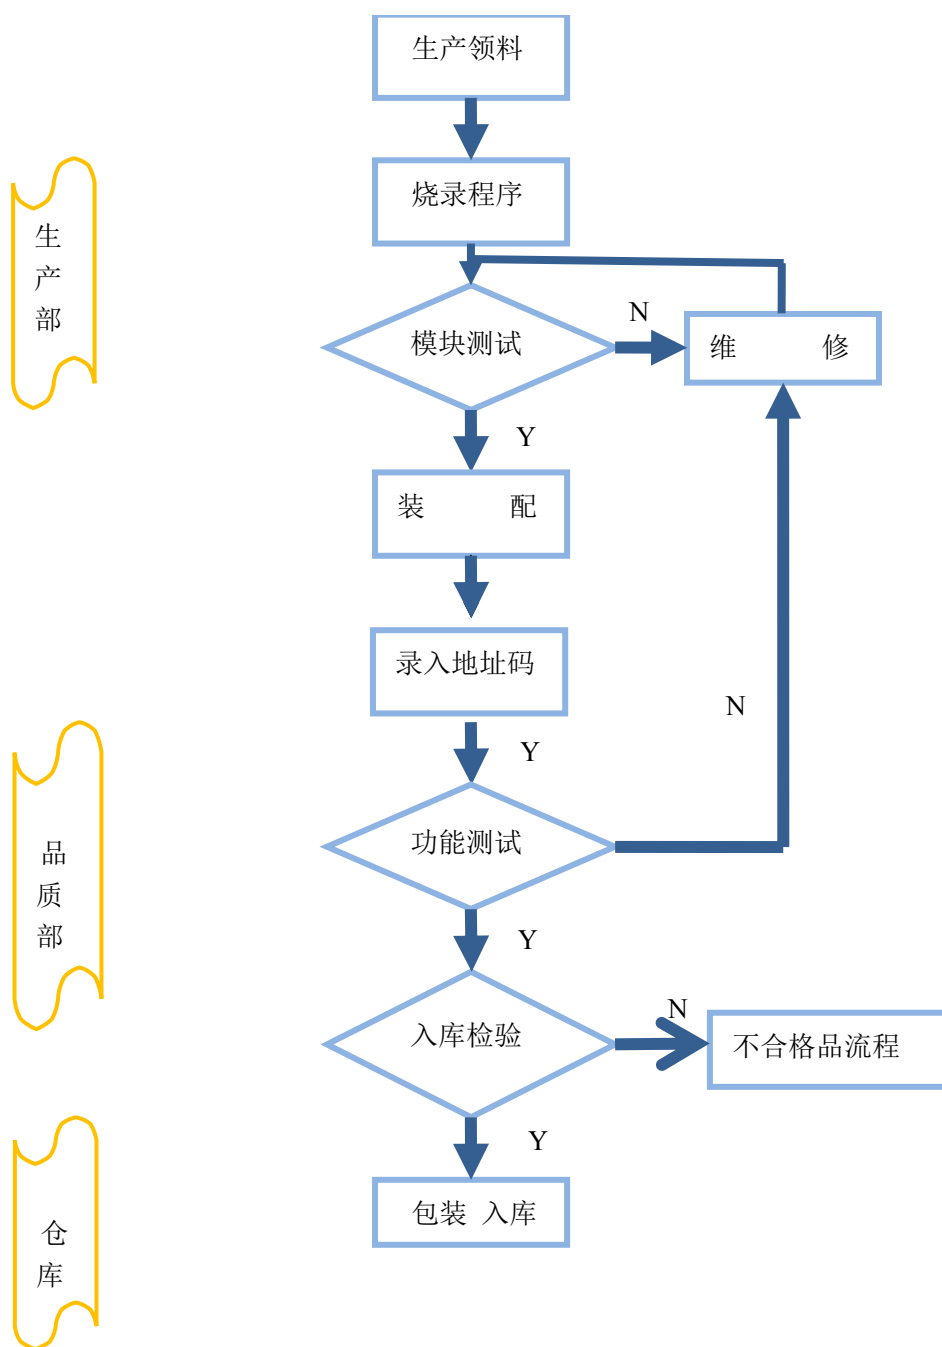 生产领料
烧录程序
生
产
部
N
模块测试
维 修
Y
装 配
录入地址码
N
Y
功能测试
品
质
部
Y
N
入库检验
不合格品流程
Y
包装 入库
仓
库